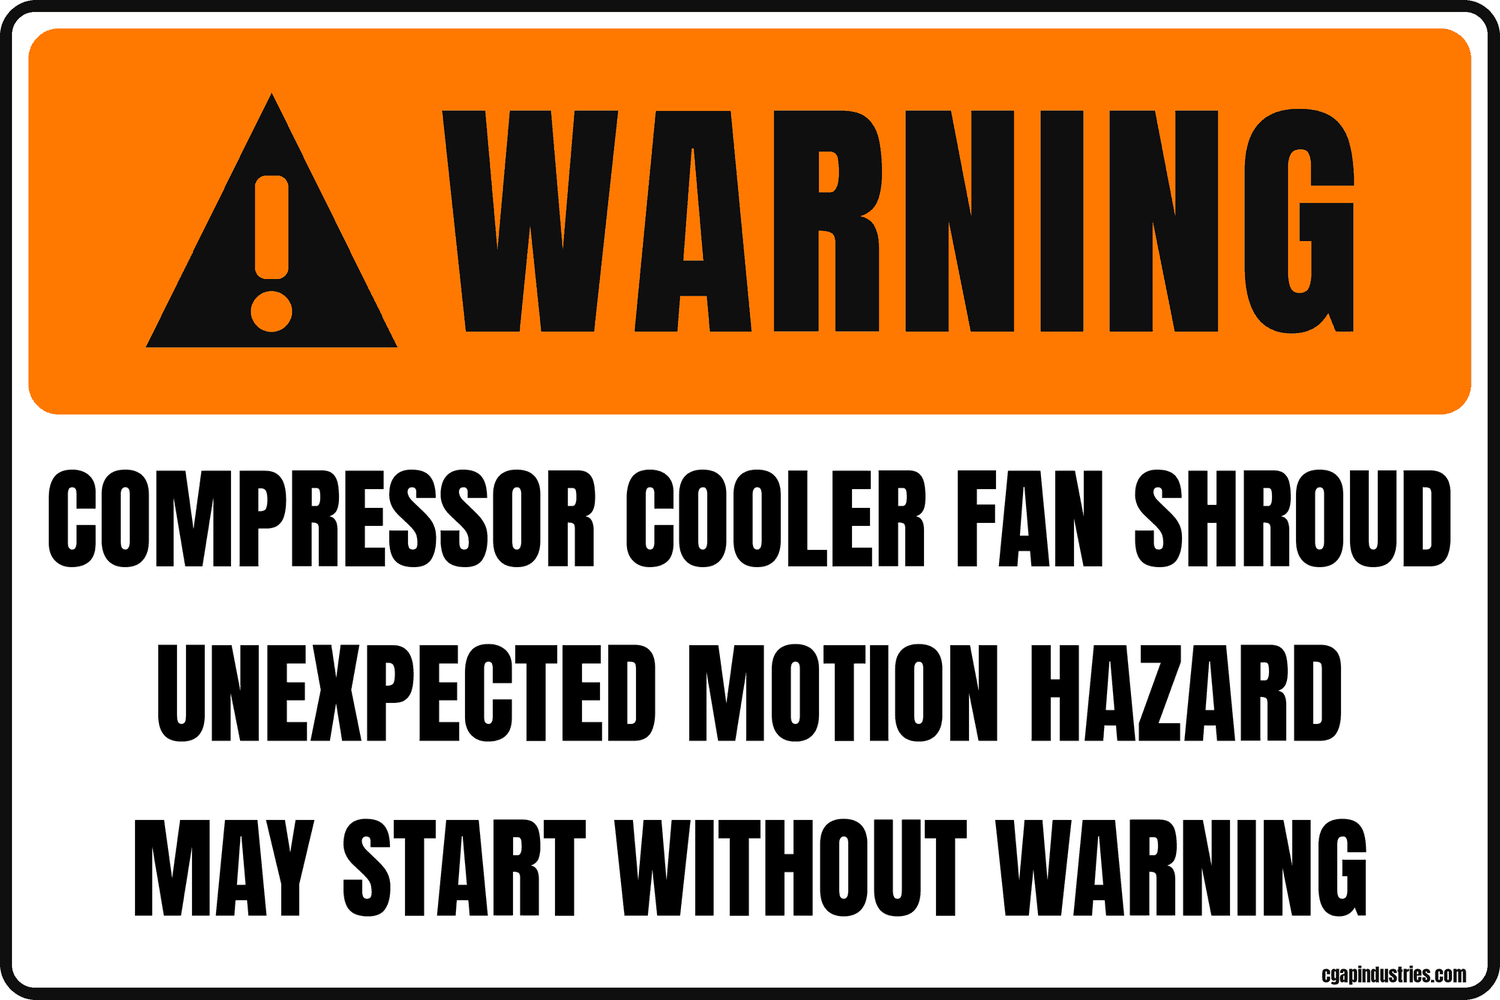 WARNING
COMPRESSOR COOLER FAN SHROUD
UNEXPECTED MOTION HAZARD
MAY START WITHOUT WARNING
cgapindustries.com